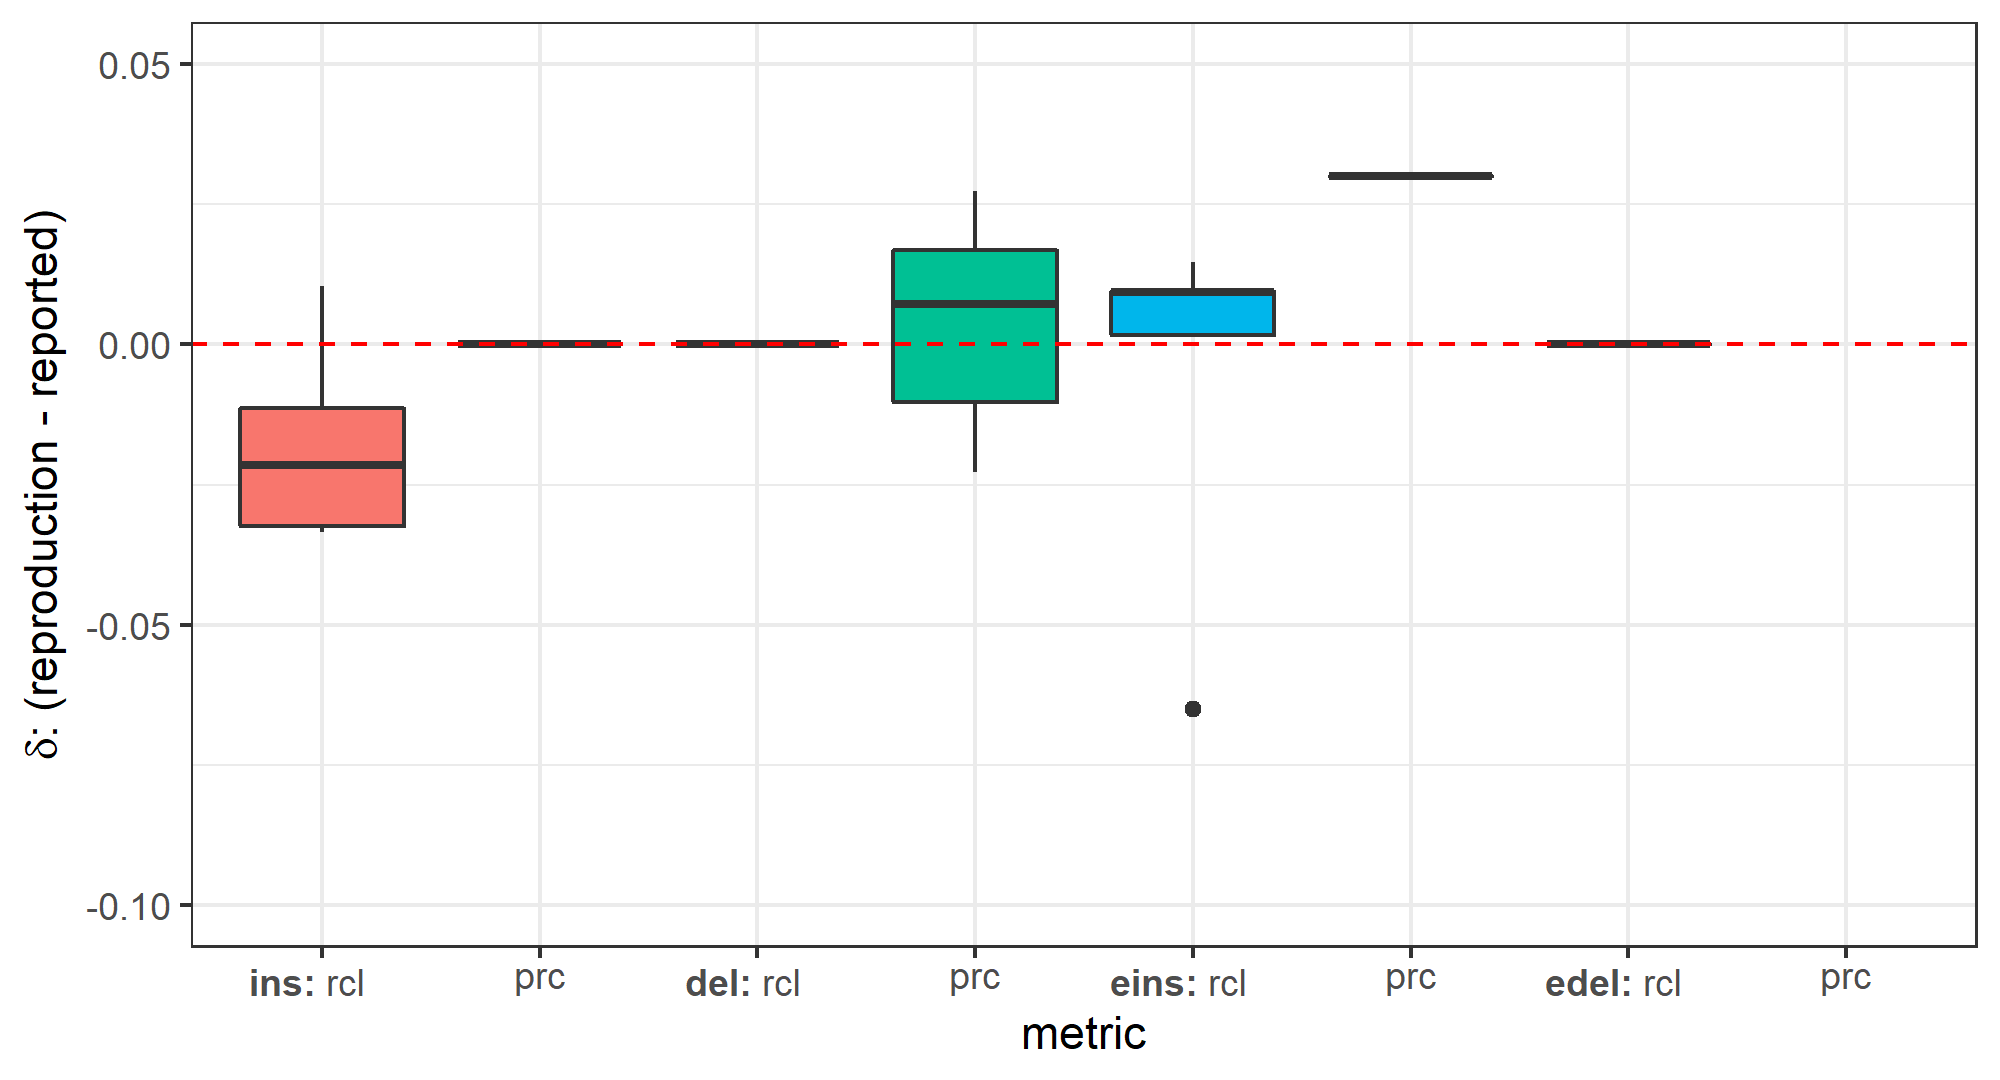 δ: (reproduction - reported)
0.05
0.00
-0.05
-0.10
ins: rcl
prc
del: rcl
prc
eins: rcl
prc
edel: rcl
prc
metric